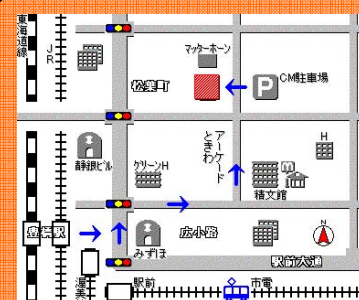 東海道線
JR
マッターホーン
松葉町
P CM駐車場
アーケード
ときわ
H
静銀ビル
グリーンH
精文館
豊橋駅
広小路
みずほ
駅前大通
渥美
駅前
市電